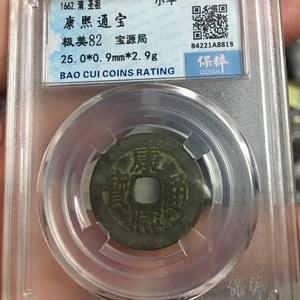 1662.清.圣祖
小平
康熙通宝
极美82
宝源局
25.0*0.9mm*2.9g
BAO CUI COINS RATING
B4221A8819
保粹
康熙通寶